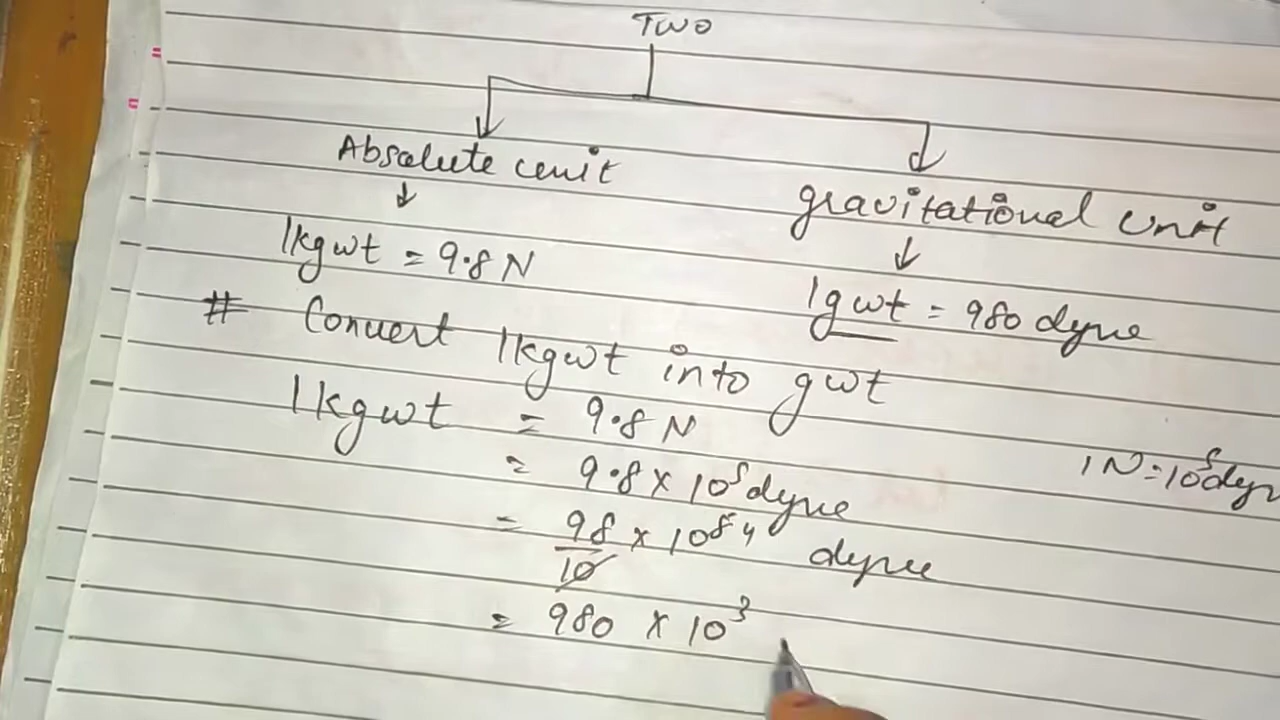 Two
Absolute unit
gravitational unit
1kgwt = 9.8 N
1gwt = 980 dyne
# Convert 1kgwt into gwt
1kgwt = 9.8 N
1N = 10⁵ dyn
= 9.8 × 10⁵ dyne
= 98/10 × 10⁵ ⁴ dyne
= 980 × 10³